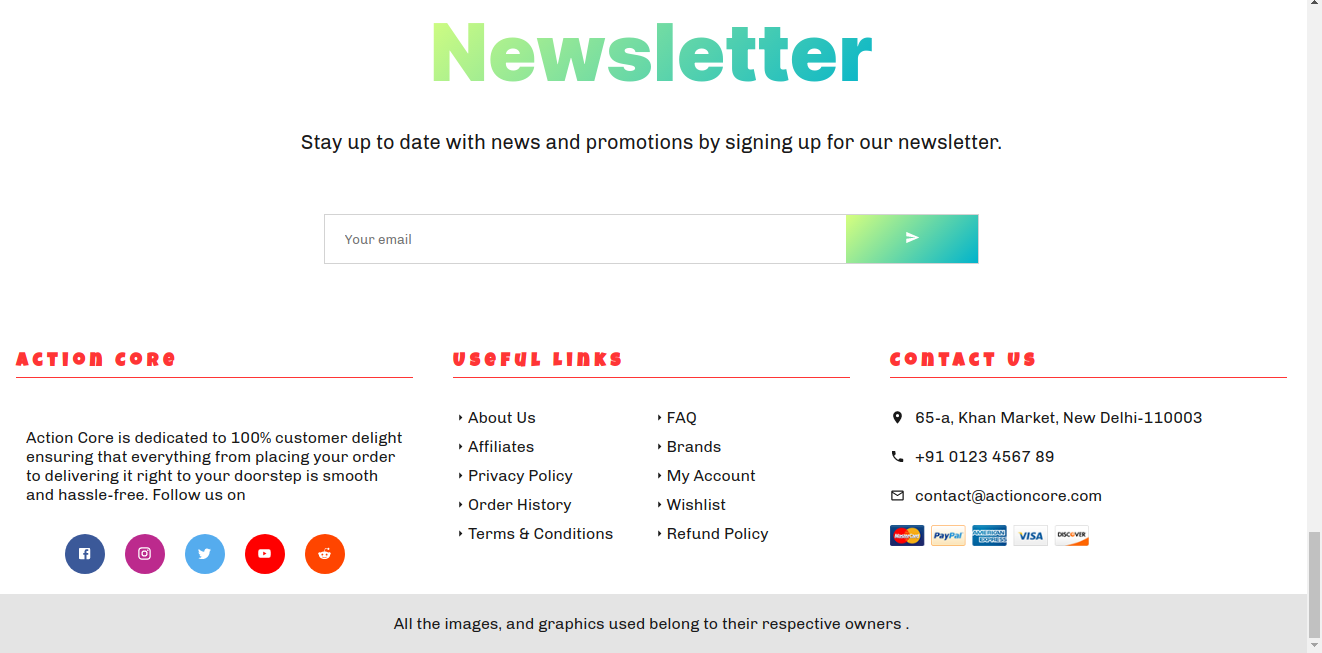 Newsletter
Stay up to date with news and promotions by signing up for our newsletter.
Your email
Action Core
Action Core is dedicated to 100% customer delight
ensuring that everything from placing your order
to delivering it right to your doorstep is smooth
and hassle-free. Follow us on
Useful Links
About Us
Affiliates
Privacy Policy
Order History
Terms & Conditions
FAQ
Brands
My Account
Wishlist
Refund Policy
Contact Us
65-a, Khan Market, New Delhi-110003
+91 0123 4567 89
contact@actioncore.com
MasterCard PayPal AMERICAN EXPRESS VISA DISCOVER
All the images, and graphics used belong to their respective owners .